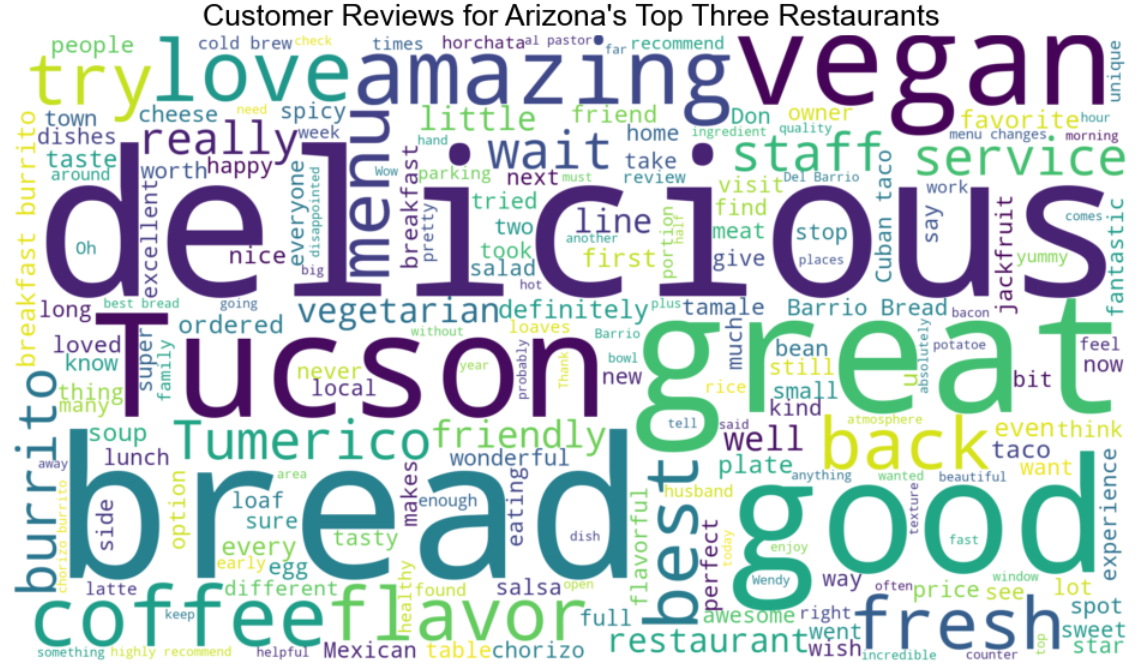 Customer Reviews for Arizona's Top Three Restaurants
people
cold brew
check
times
horchata
al pastor
far
recommend
try
love
amazing
vegan
unique
town
cheese
need
spicy
menu
little
friend
Don
owner
favorite
hour
dishes
really
week
hand
wait
home
ingredient
quality
menu changes
morning
taste
worth
happy
Wow
parking
next
take
staff
service
around
breakfast burrito
excellent
everyone
disappointed
breakfast
pretty
tried
must
review
visit
Del Barrio
work
delicious
Oh
nice
big
two
line
find
meat
Cuban taco
say
comes
another
took
first
portion
half
give
stop
places
jackfruit
yummy
fantastic
salad
hot
long
best bread
going
vegetarian
definitely
plus
tamale
Barrio Bread
bacon
loved
super
ordered
without
loaves
Barrio
great
much
bean
absolutely
potatoe
feel
know
family
Tucson
never
year
probably
Thank
bowl
new
still
u
now
thing
local
rice
small
bit
many
kind
burrito
soup
Tumerico
friendly
tell
said
atmosphere
well
back
even
think
away
lunch
wonderful
best
plate
taco
bread
area
anything
wanted
beautiful
want
chorizo burrito
side
option
loaf
makes
enough
eating
husband
good
texture
experience
sure
every
tasty
dish
flavorful
perfect
today
enjoy
fast
early
egg
latte
different
healthy
found
salsa
open
Wendy
way
often
window
price
see
lot
coffee
keep
flavor
full
awesome
right
fresh
spot
sweet
restaurant
went
wish
star
something
highly recommend
helpful
Mexican
table
chorizo
incredible
counter
top